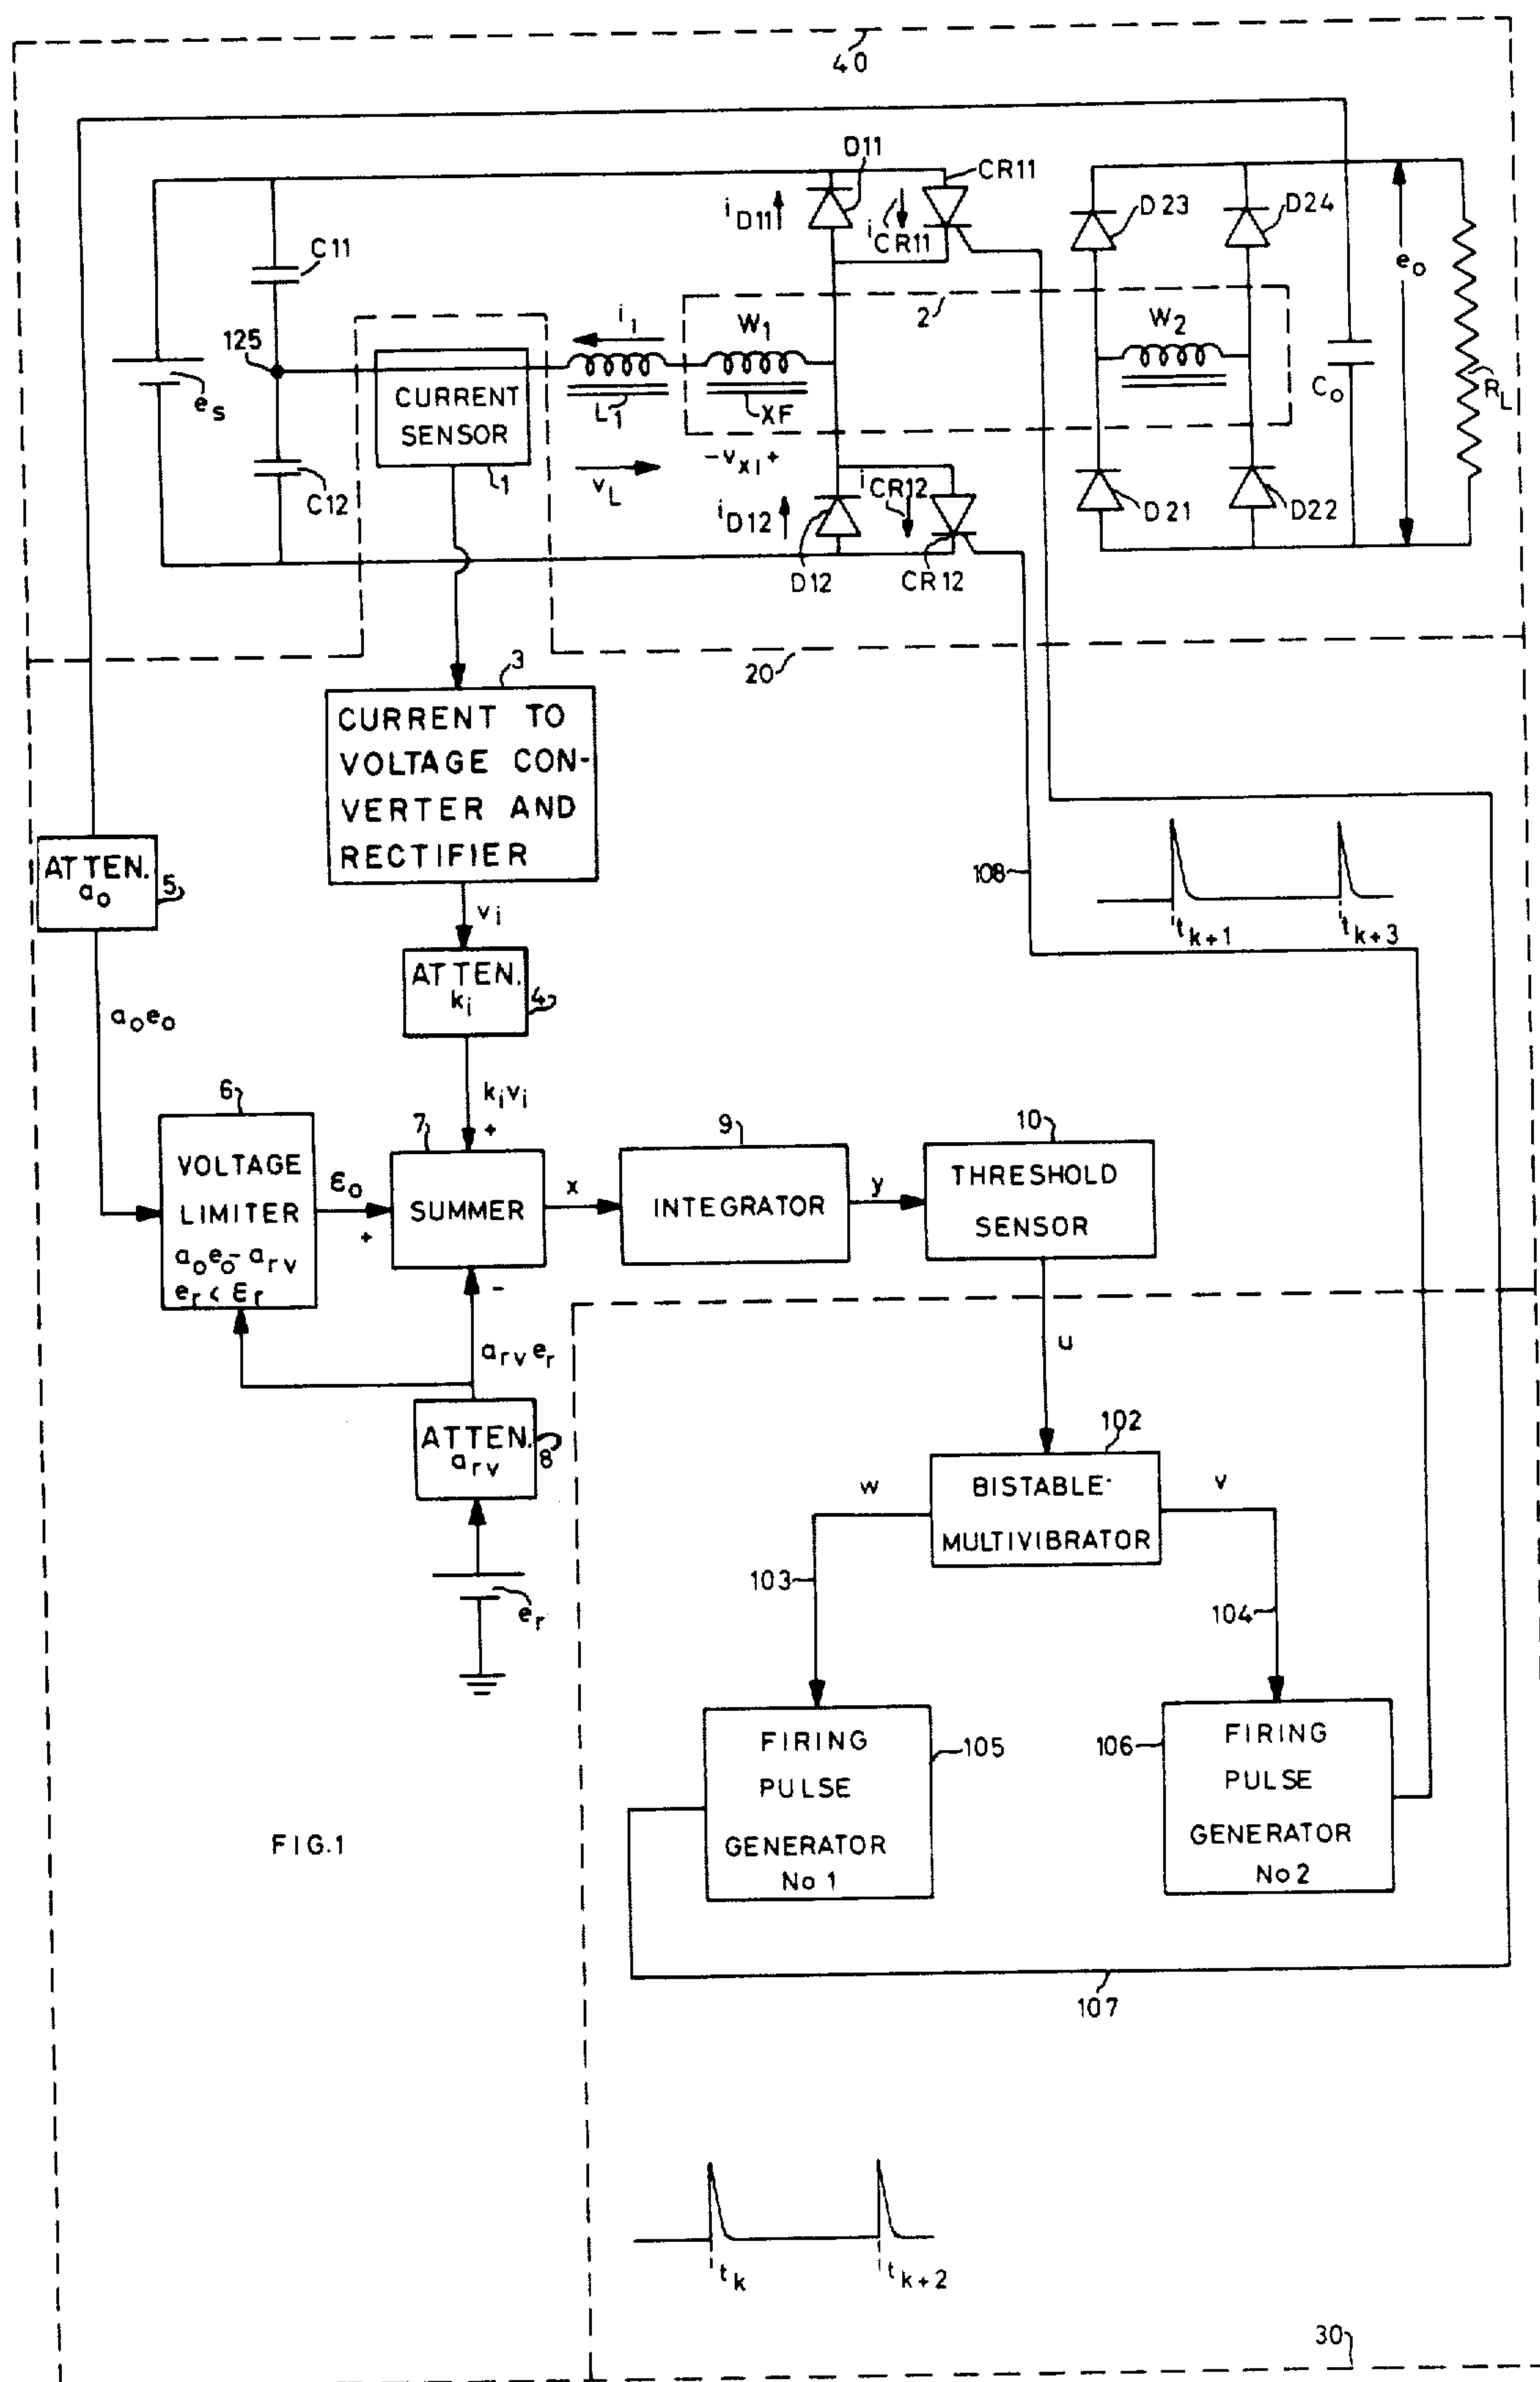 40
D11
CR11
iD11
iCR11
D23
D24
C11
eo
2
125
i1
W1
W2
es
CURRENT
SENSOR
L1
XF
Co
RL
1
-vX1+
vL
C12
iD12
iCR12
D21
D22
D12
CR12
20
3
CURRENT TO
VOLTAGE CON-
VERTER AND
RECTIFIER
ATTEN.
ao
5
108
tk+1
tk+3
vi
ATTEN.
ki
4
aoeo
kivi
+
6
7
9
10
VOLTAGE
LIMITER
aoeo-arv
er<Er
εo
+
SUMMER
x
INTEGRATOR
y
THRESHOLD
SENSOR
-
u
arver
ATTEN.
arv
8
102
w
BISTABLE
MULTIVIBRATOR
v
103
104
er
FIRING
PULSE
GENERATOR
No 1
105
106
FIRING
PULSE
GENERATOR
No 2
FIG.1
107
tk
tk+2
30